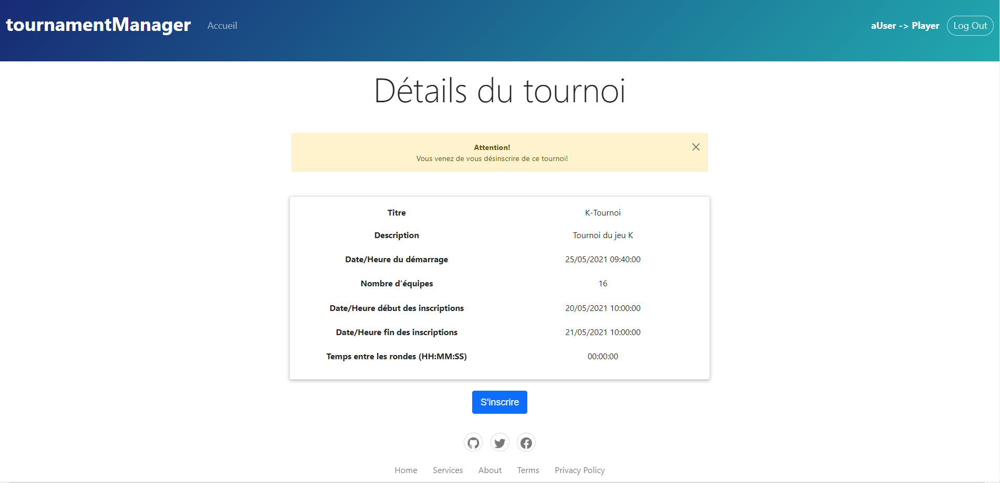 tournamentManager Accueil aUser -> Player Log Out
Détails du tournoi
Attention!
Vous venez de vous désinscrire de ce tournoi!
Titre K-Tournoi
Description Tournoi du jeu K
Date/Heure du démarrage 25/05/2021 09:40:00
Nombre d'équipes 16
Date/Heure début des inscriptions 20/05/2021 10:00:00
Date/Heure fin des inscriptions 21/05/2021 10:00:00
Temps entre les rondes (HH:MM:SS) 00:00:00
S'inscrire
Home Services About Terms Privacy Policy